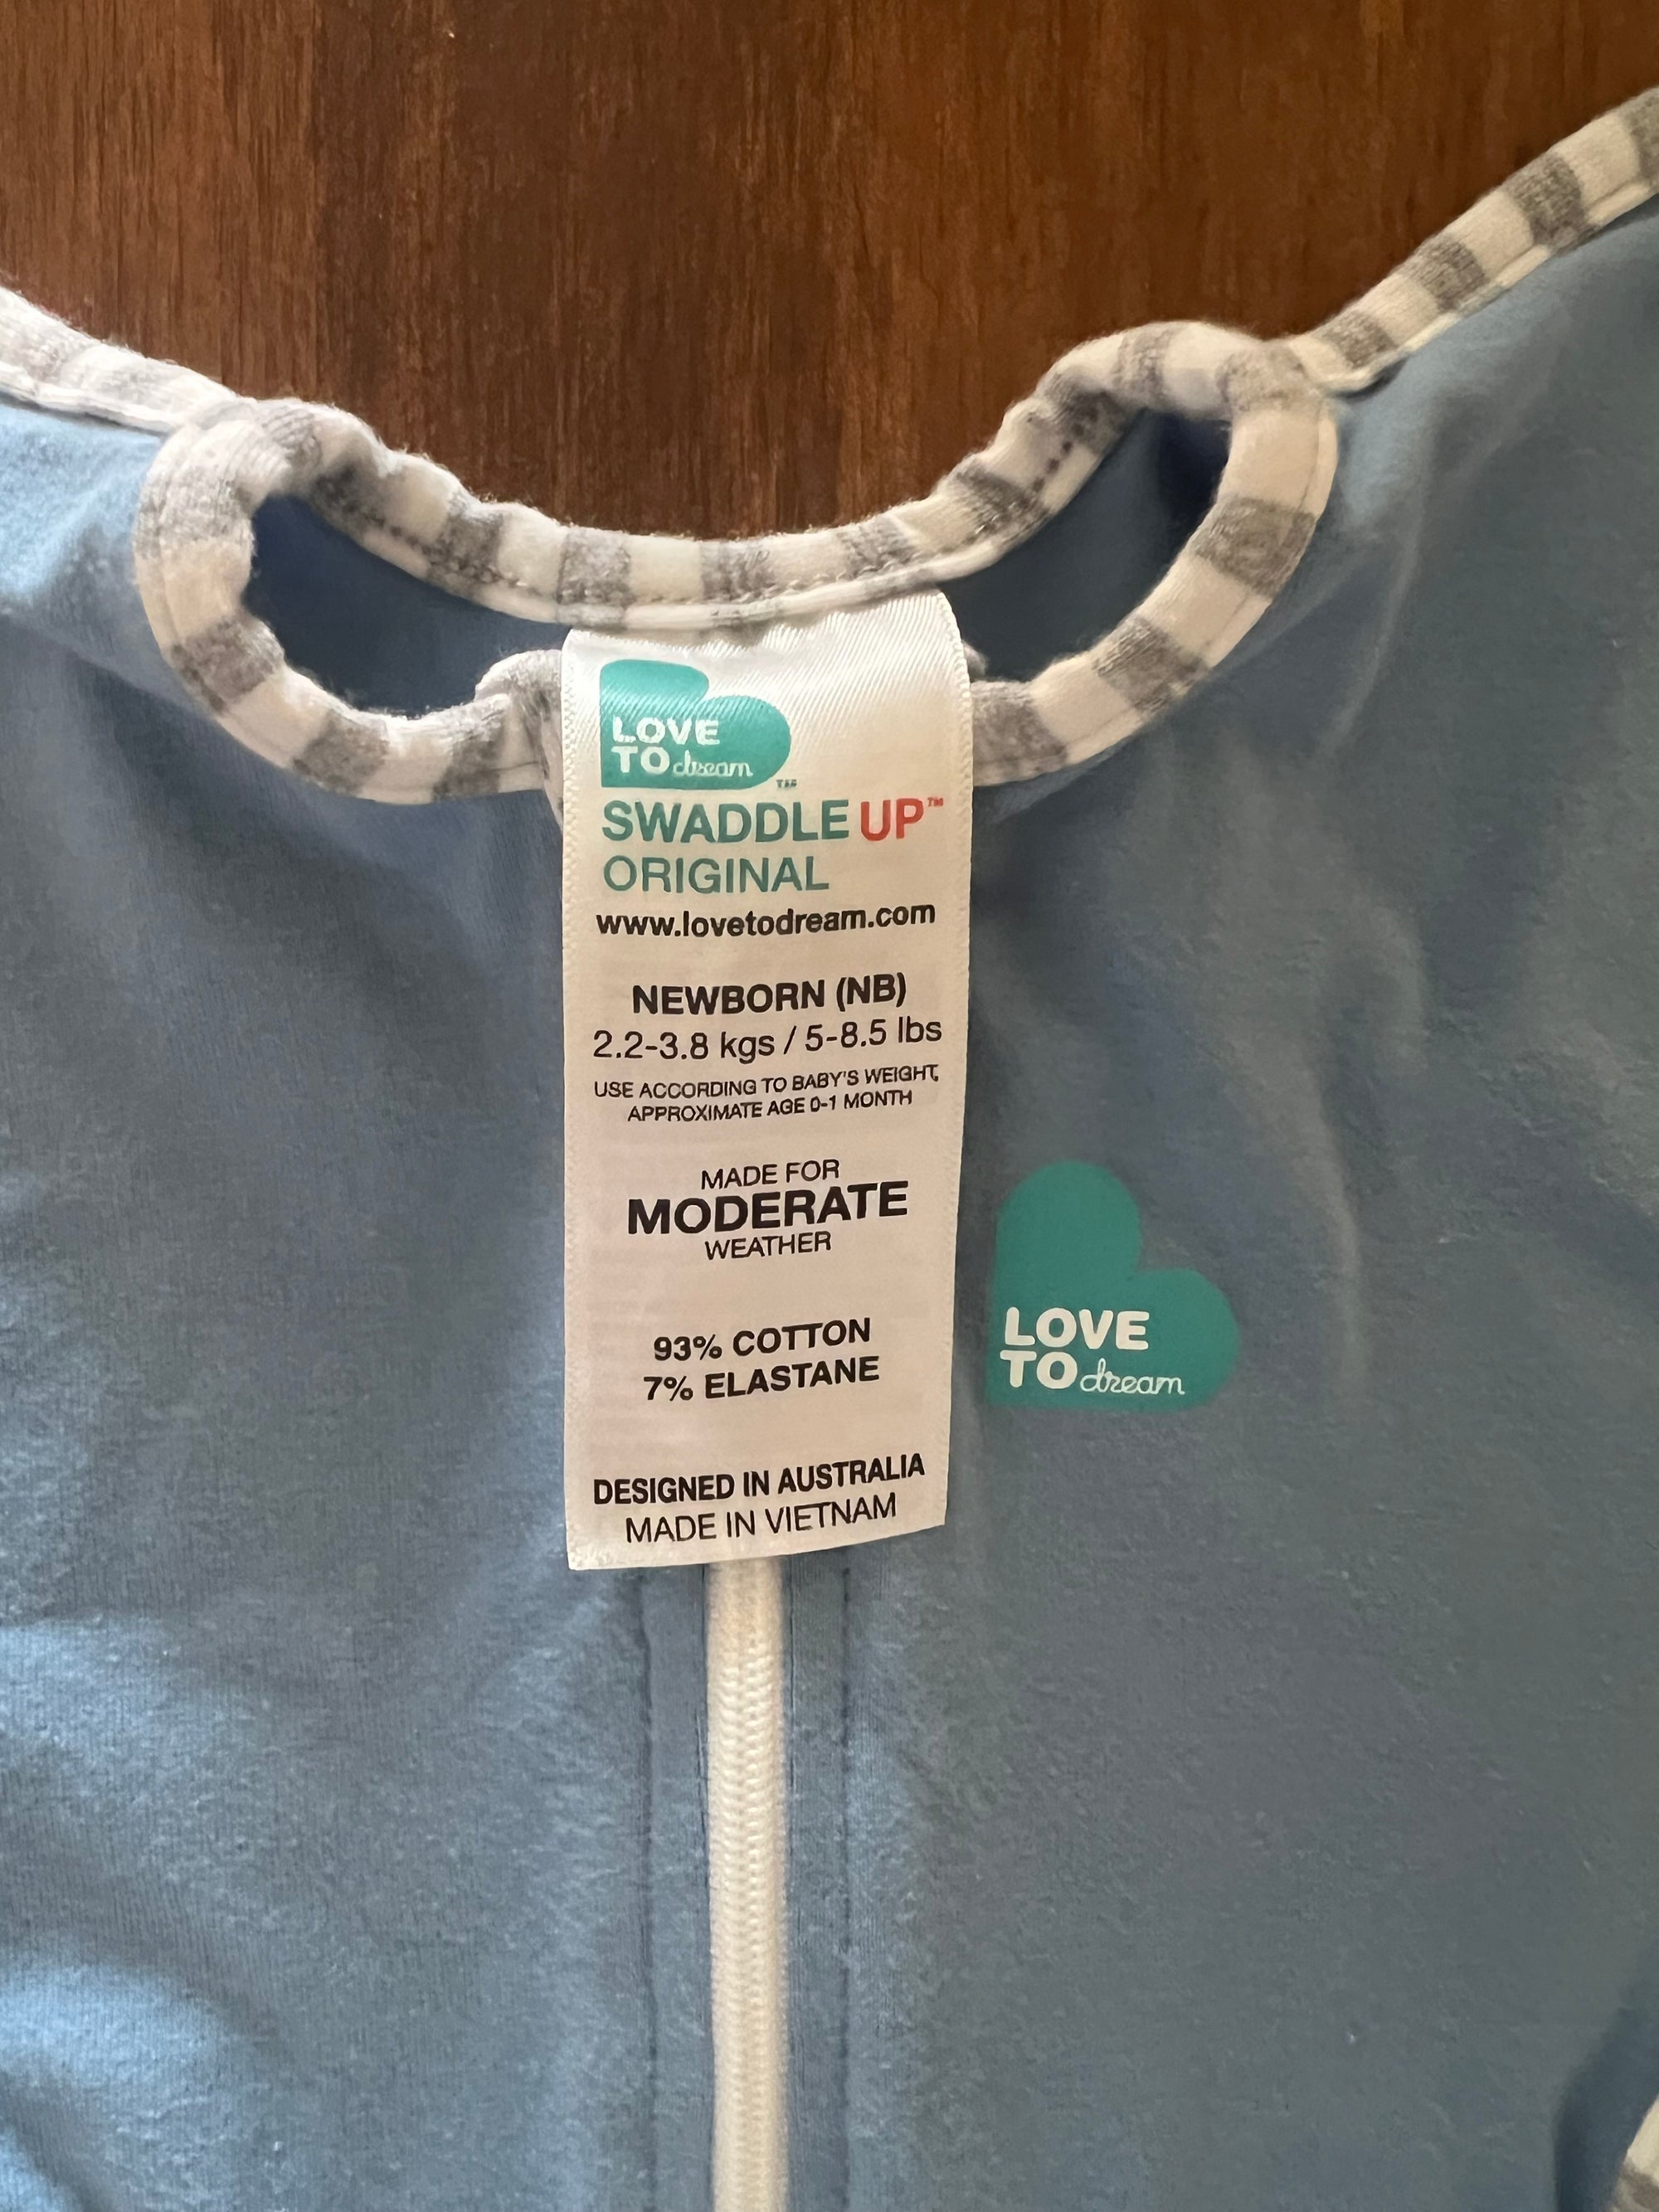 LOVE
TO dream™
SWADDLE UP™
ORIGINAL
www.lovetodream.com
NEWBORN (NB)
2.2-3.8 kgs / 5-8.5 lbs
USE ACCORDING TO BABY'S WEIGHT,
APPROXIMATE AGE 0-1 MONTH
MADE FOR
MODERATE
WEATHER
93% COTTON
7% ELASTANE
DESIGNED IN AUSTRALIA
MADE IN VIETNAM
LOVE
TO dream